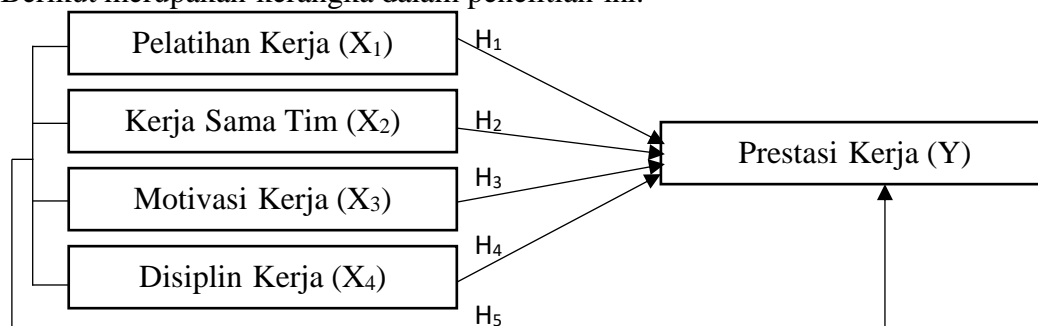 Berikut merupakan kerangka dalam penelitian ini:
Pelatihan Kerja (X1)
H1
Kerja Sama Tim (X2)
H2
Prestasi Kerja (Y)
Motivasi Kerja (X3)
H3
Disiplin Kerja (X4)
H4
H5